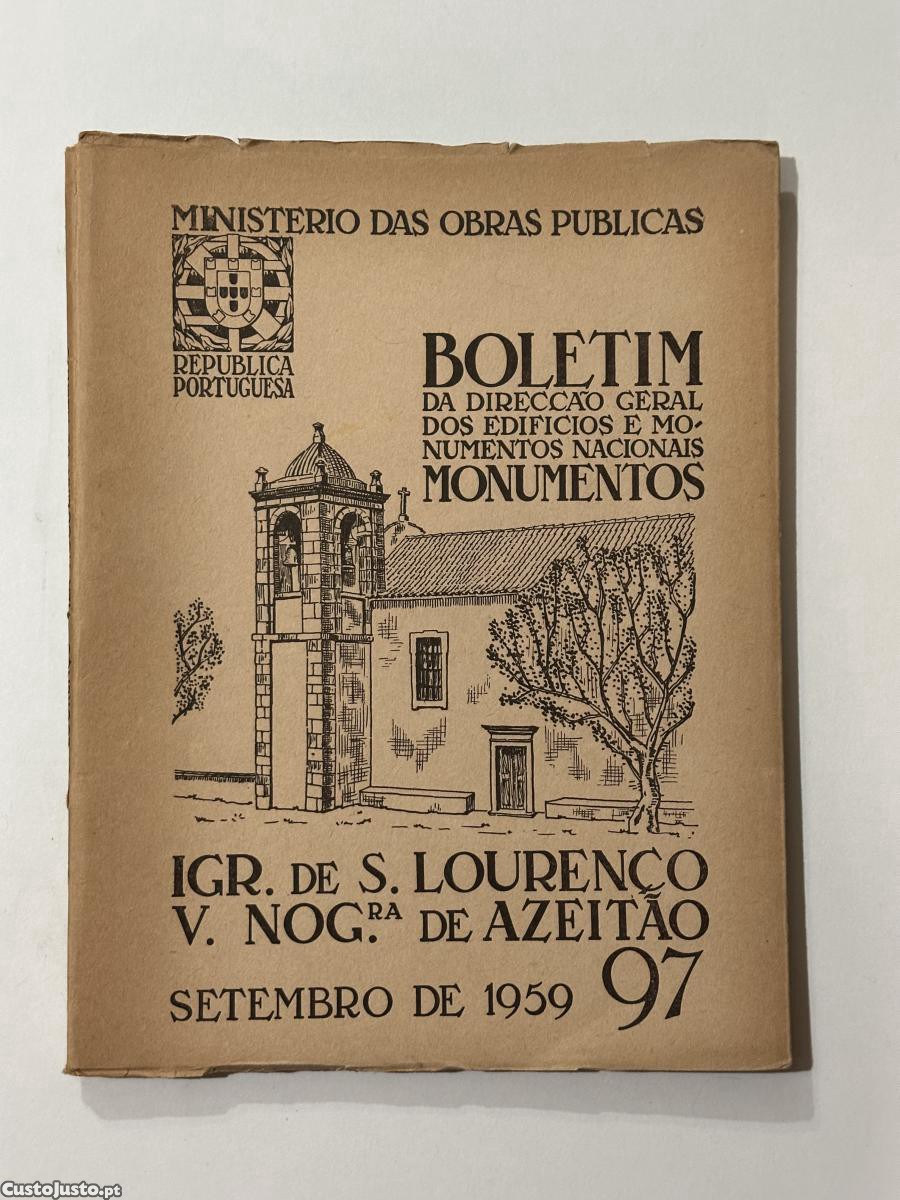 MINISTERIO DAS OBRAS PUBLICAS
REPUBLICA
PORTUGUESA
BOLETIM
DA DIRECCÃO GERAL
DOS EDIFICIOS E MO-
NUMENTOS NACIONAIS
MONUMENTOS
IGR. DE S. LOURENÇO
V. NOG.RA DE AZEITÃO
SETEMBRO DE 1959 97
CustoJusto.pt